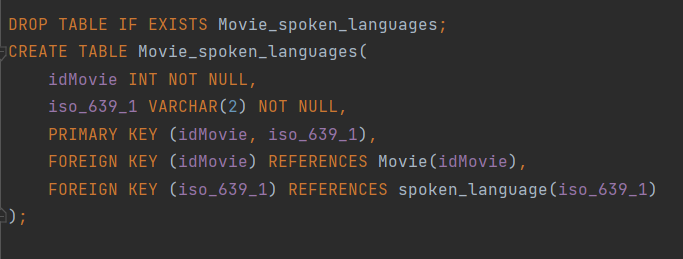 DROP TABLE IF EXISTS Movie_spoken_languages;
CREATE TABLE Movie_spoken_languages(
    idMovie INT NOT NULL,
    iso_639_1 VARCHAR(2) NOT NULL,
    PRIMARY KEY (idMovie, iso_639_1),
    FOREIGN KEY (idMovie) REFERENCES Movie(idMovie),
    FOREIGN KEY (iso_639_1) REFERENCES spoken_language(iso_639_1)
);